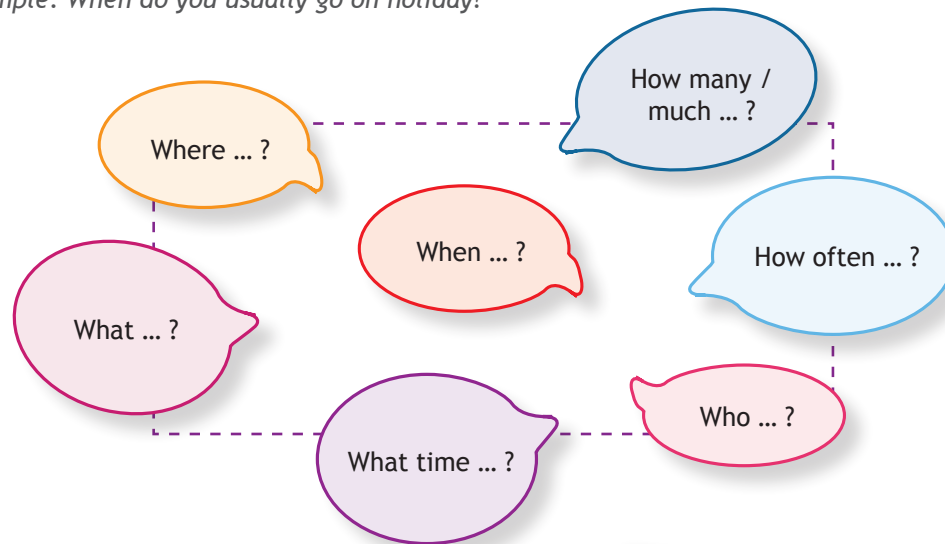 When do you usually go on holiday?
How many /
much ... ?
Where ... ?
When ... ?
How often ... ?
What ... ?
Who ... ?
What time ... ?